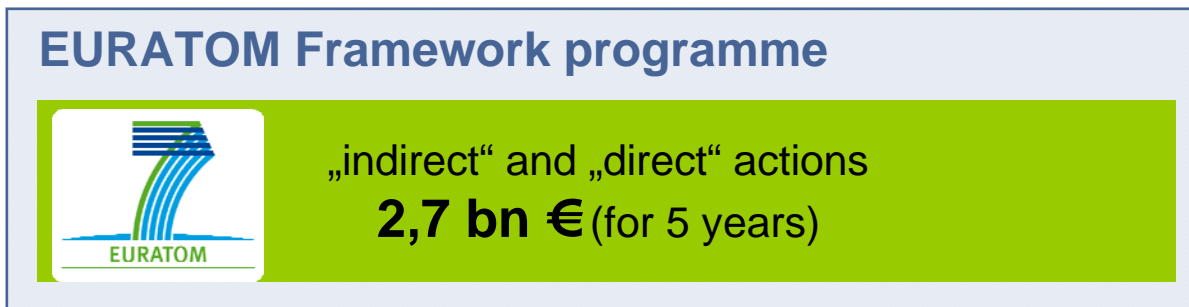 EURATOM Framework programme
„indirect“ and „direct“ actions
2,7 bn € (for 5 years)
EURATOM